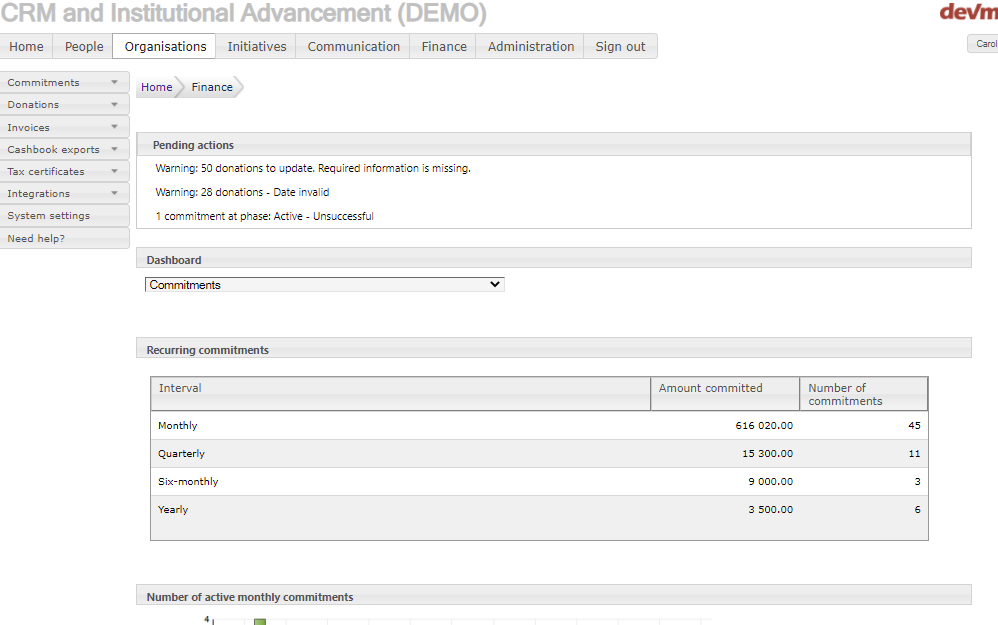 CRM and Institutional Advancement (DEMO)
devm
Home People Organisations Initiatives Communication Finance Administration Sign out
Carol
Commitments
Donations
Invoices
Cashbook exports
Tax certificates
Integrations
System settings
Need help?
Home Finance
Pending actions
Warning: 50 donations to update. Required information is missing.
Warning: 28 donations - Date invalid
1 commitment at phase: Active - Unsuccessful
Dashboard
Commitments
Recurring commitments
Interval Amount committed Number of
commitments
Monthly 616 020.00 45
Quarterly 15 300.00 11
Six-monthly 9 000.00 3
Yearly 3 500.00 6
Number of active monthly commitments
4